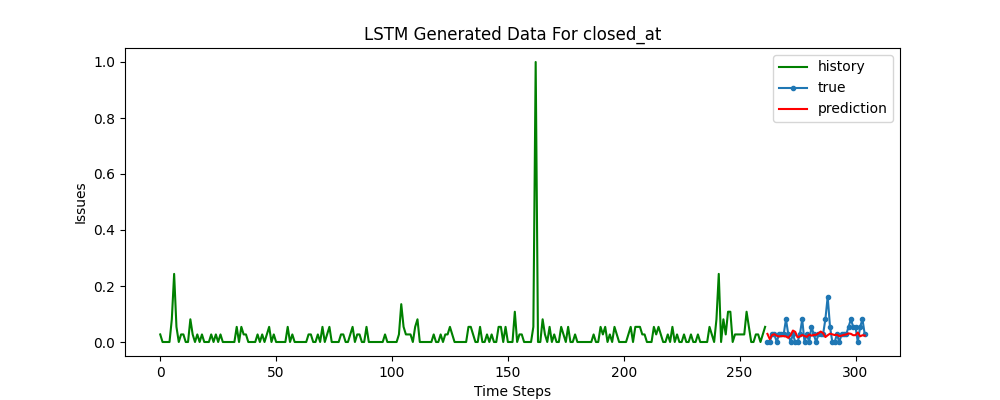 LSTM Generated Data For closed_at
history
true
prediction
1.0
0.8
0.6
0.4
0.2
0.0
Issues
0 50 100 150 200 250 300
Time Steps